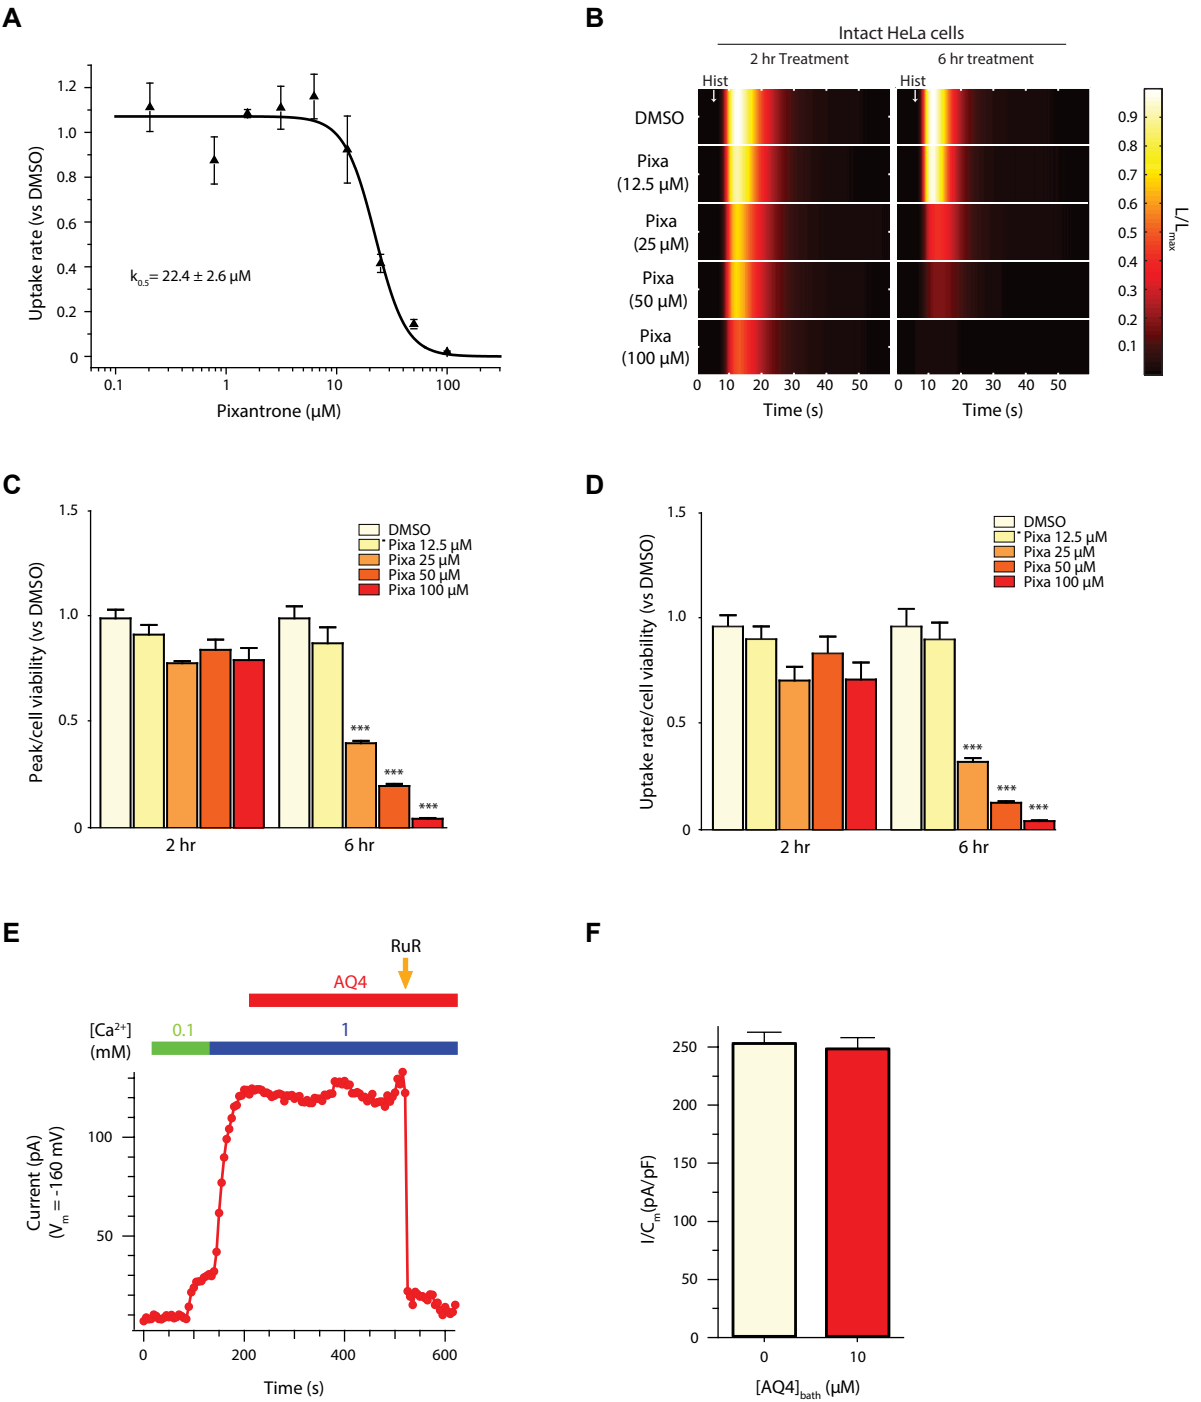 A
1.2
1.0
0.8
0.6
0.4
0.2
0
Uptake rate (vs DMSO)
k0.5= 22.4 ± 2.6 µM
0.1 1 10 100
Pixantrone (µM)
B
Intact HeLa cells
2 hr Treatment 6 hr treatment
Hist Hist
DMSO
Pixa
(12.5 µM)
Pixa
(25 µM)
Pixa
(50 µM)
Pixa
(100 µM)
0 10 20 30 40 50 0 10 20 30 40 50
Time (s) Time (s)
0.9
0.8
0.7
0.6
0.5
0.4
0.3
0.2
0.1
L/Lmax
C
1.5
1.0
0.5
0
Peak/cell viability (vs DMSO)
DMSO
Pixa 12.5 µM
Pixa 25 µM
Pixa 50 µM
Pixa 100 µM
***
***
***
2 hr 6 hr
D
1.5
1.0
0.5
0
Uptake rate/cell viability (vs DMSO)
DMSO
Pixa 12.5 µM
Pixa 25 µM
Pixa 50 µM
Pixa 100 µM
***
***
***
2 hr 6 hr
E
RuR
AQ4
[Ca2+]
(mM)
0.1 1
100
50
Current (pA)
(Vm = -160 mV)
0 200 400 600
Time (s)
F
250
200
150
100
50
0
I/Cm(pA/pF)
0 10
[AQ4]bath (µM)